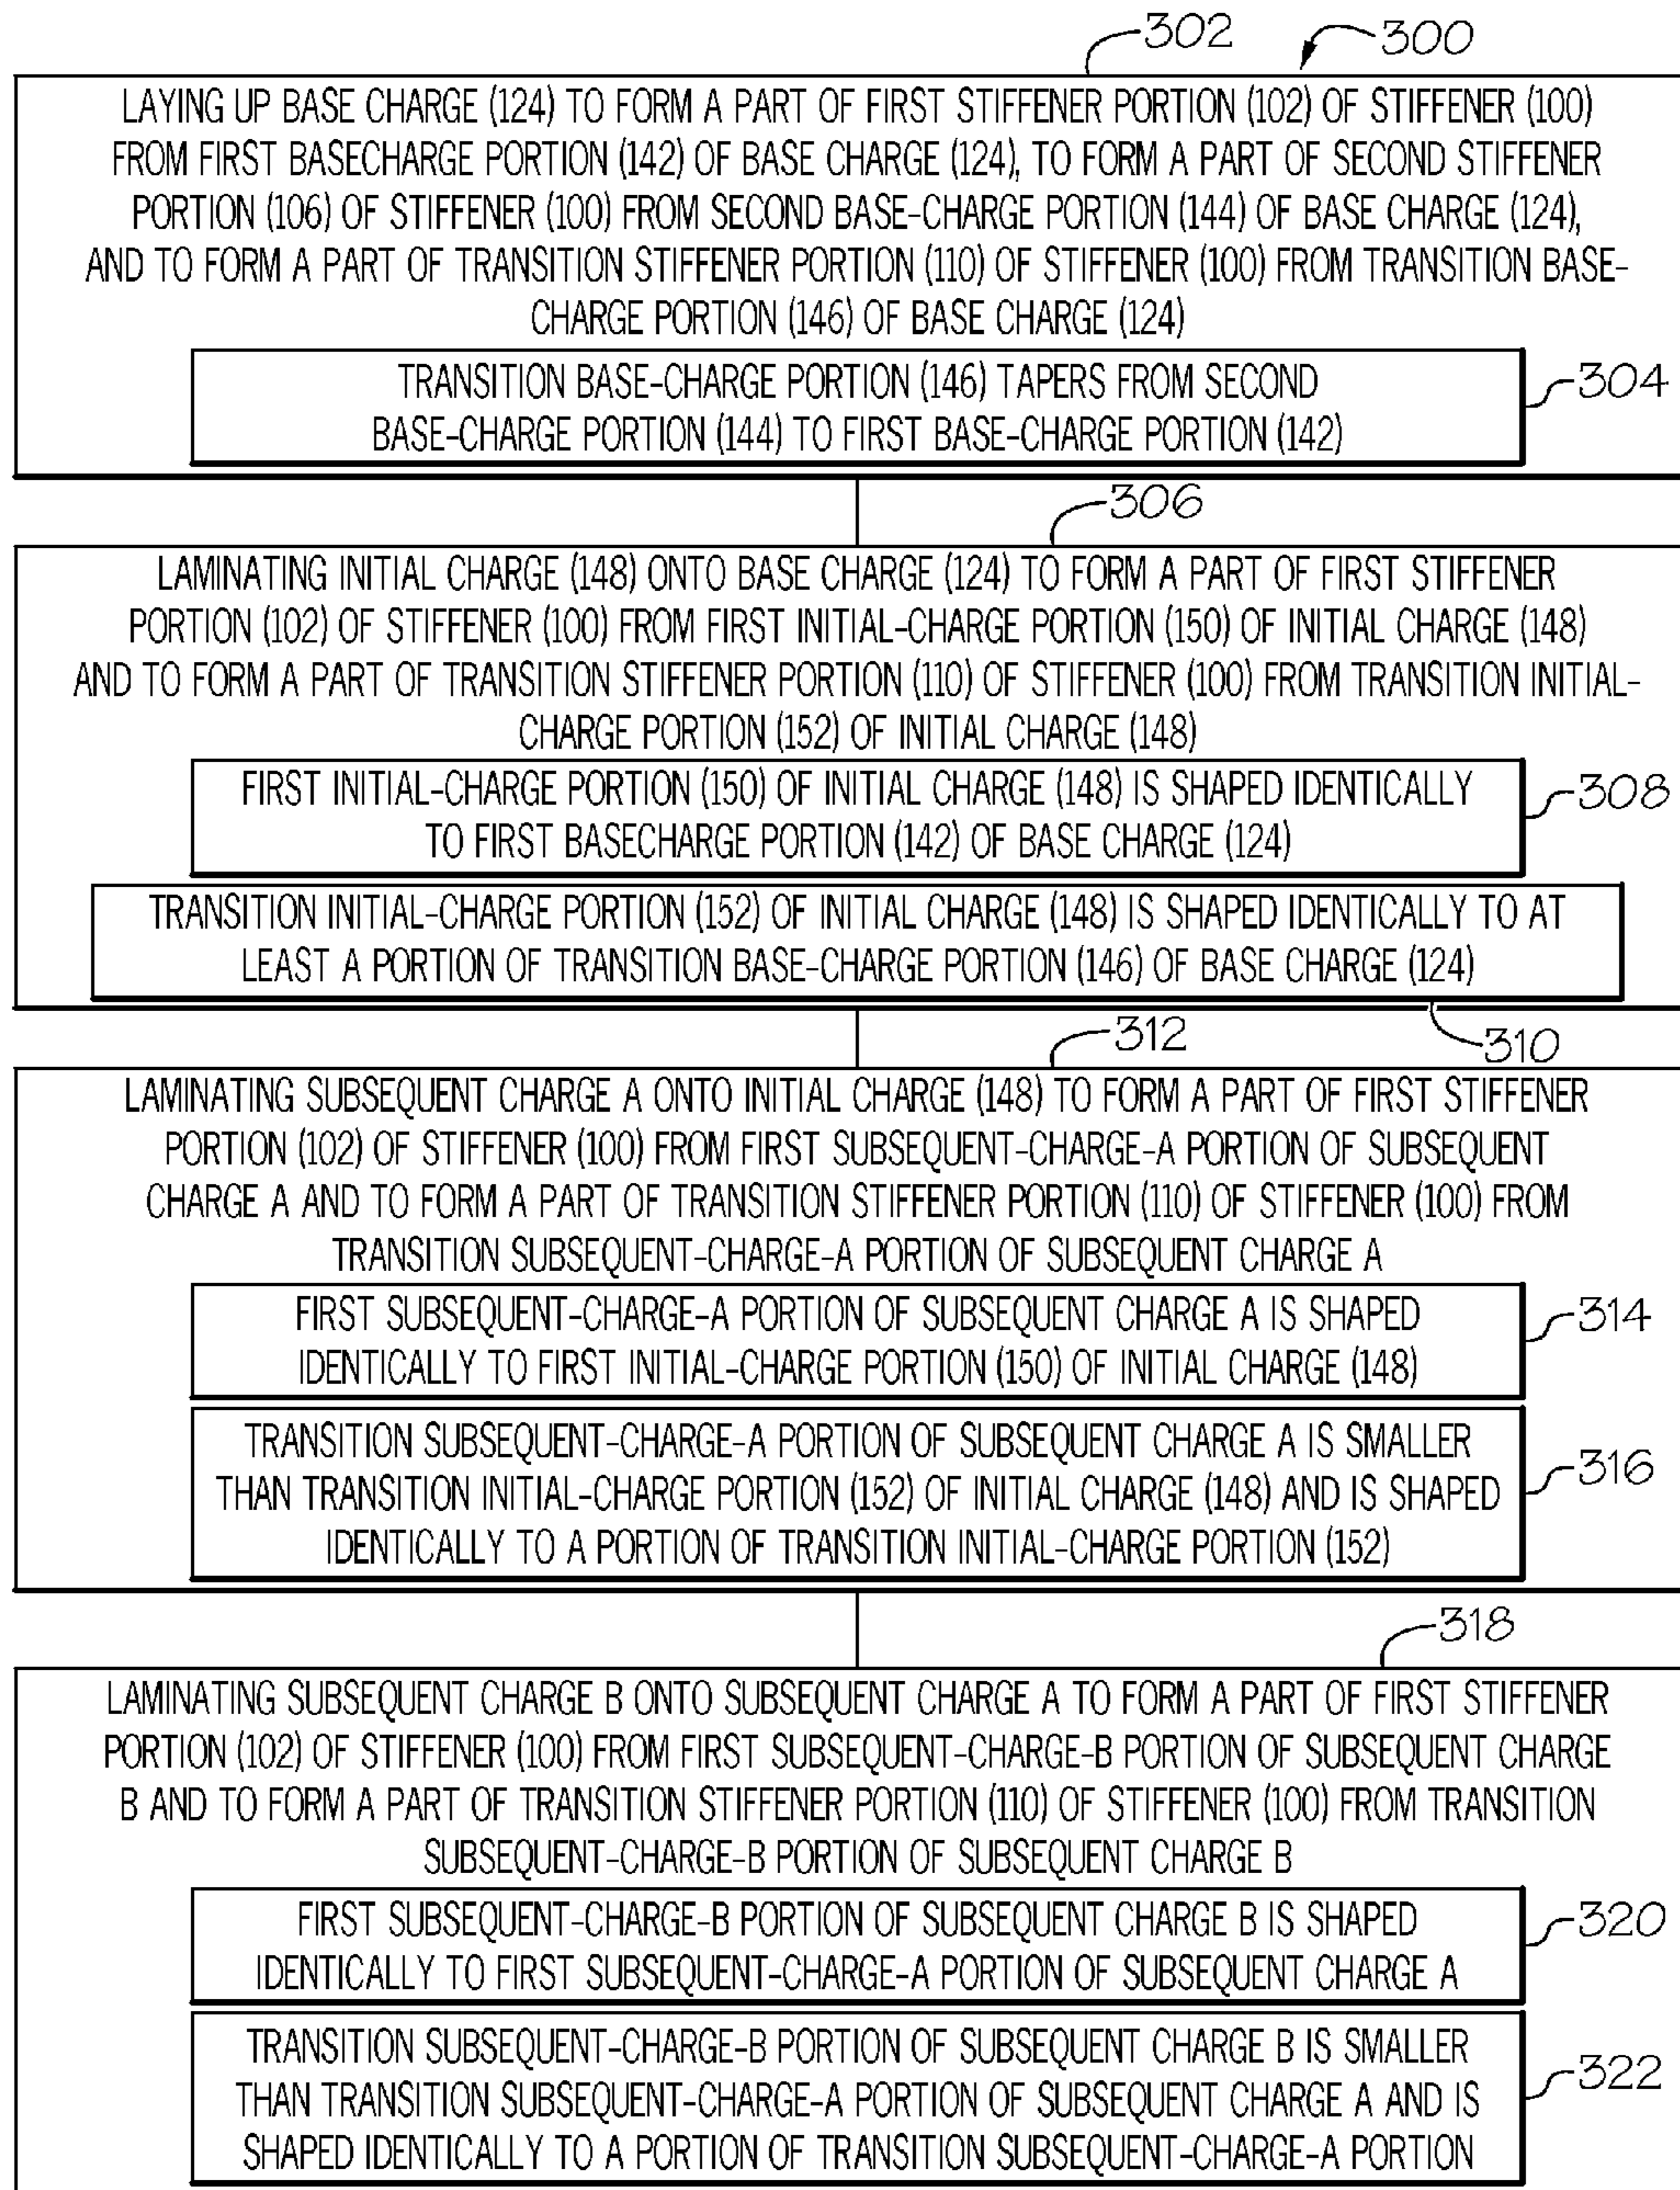 302
300
LAYING UP BASE CHARGE (124) TO FORM A PART OF FIRST STIFFENER PORTION (102) OF STIFFENER (100)
FROM FIRST BASECHARGE PORTION (142) OF BASE CHARGE (124), TO FORM A PART OF SECOND STIFFENER
PORTION (106) OF STIFFENER (100) FROM SECOND BASE-CHARGE PORTION (144) OF BASE CHARGE (124),
AND TO FORM A PART OF TRANSITION STIFFENER PORTION (110) OF STIFFENER (100) FROM TRANSITION BASE-
CHARGE PORTION (146) OF BASE CHARGE (124)
TRANSITION BASE-CHARGE PORTION (146) TAPERS FROM SECOND
BASE-CHARGE PORTION (144) TO FIRST BASE-CHARGE PORTION (142)
304
306
LAMINATING INITIAL CHARGE (148) ONTO BASE CHARGE (124) TO FORM A PART OF FIRST STIFFENER
PORTION (102) OF STIFFENER (100) FROM FIRST INITIAL-CHARGE PORTION (150) OF INITIAL CHARGE (148)
AND TO FORM A PART OF TRANSITION STIFFENER PORTION (110) OF STIFFENER (100) FROM TRANSITION INITIAL-
CHARGE PORTION (152) OF INITIAL CHARGE (148)
FIRST INITIAL-CHARGE PORTION (150) OF INITIAL CHARGE (148) IS SHAPED IDENTICALLY
TO FIRST BASECHARGE PORTION (142) OF BASE CHARGE (124)
308
TRANSITION INITIAL-CHARGE PORTION (152) OF INITIAL CHARGE (148) IS SHAPED IDENTICALLY TO AT
LEAST A PORTION OF TRANSITION BASE-CHARGE PORTION (146) OF BASE CHARGE (124)
310
312
LAMINATING SUBSEQUENT CHARGE A ONTO INITIAL CHARGE (148) TO FORM A PART OF FIRST STIFFENER
PORTION (102) OF STIFFENER (100) FROM FIRST SUBSEQUENT-CHARGE-A PORTION OF SUBSEQUENT
CHARGE A AND TO FORM A PART OF TRANSITION STIFFENER PORTION (110) OF STIFFENER (100) FROM
TRANSITION SUBSEQUENT-CHARGE-A PORTION OF SUBSEQUENT CHARGE A
FIRST SUBSEQUENT-CHARGE-A PORTION OF SUBSEQUENT CHARGE A IS SHAPED
IDENTICALLY TO FIRST INITIAL-CHARGE PORTION (150) OF INITIAL CHARGE (148)
314
TRANSITION SUBSEQUENT-CHARGE-A PORTION OF SUBSEQUENT CHARGE A IS SMALLER
THAN TRANSITION INITIAL-CHARGE PORTION (152) OF INITIAL CHARGE (148) AND IS SHAPED
IDENTICALLY TO A PORTION OF TRANSITION INITIAL-CHARGE PORTION (152)
316
318
LAMINATING SUBSEQUENT CHARGE B ONTO SUBSEQUENT CHARGE A TO FORM A PART OF FIRST STIFFENER
PORTION (102) OF STIFFENER (100) FROM FIRST SUBSEQUENT-CHARGE-B PORTION OF SUBSEQUENT CHARGE
B AND TO FORM A PART OF TRANSITION STIFFENER PORTION (110) OF STIFFENER (100) FROM TRANSITION
SUBSEQUENT-CHARGE-B PORTION OF SUBSEQUENT CHARGE B
FIRST SUBSEQUENT-CHARGE-B PORTION OF SUBSEQUENT CHARGE B IS SHAPED
IDENTICALLY TO FIRST SUBSEQUENT-CHARGE-A PORTION OF SUBSEQUENT CHARGE A
320
TRANSITION SUBSEQUENT-CHARGE-B PORTION OF SUBSEQUENT CHARGE B IS SMALLER
THAN TRANSITION SUBSEQUENT-CHARGE-A PORTION OF SUBSEQUENT CHARGE A AND IS
SHAPED IDENTICALLY TO A PORTION OF TRANSITION SUBSEQUENT-CHARGE-A PORTION
322